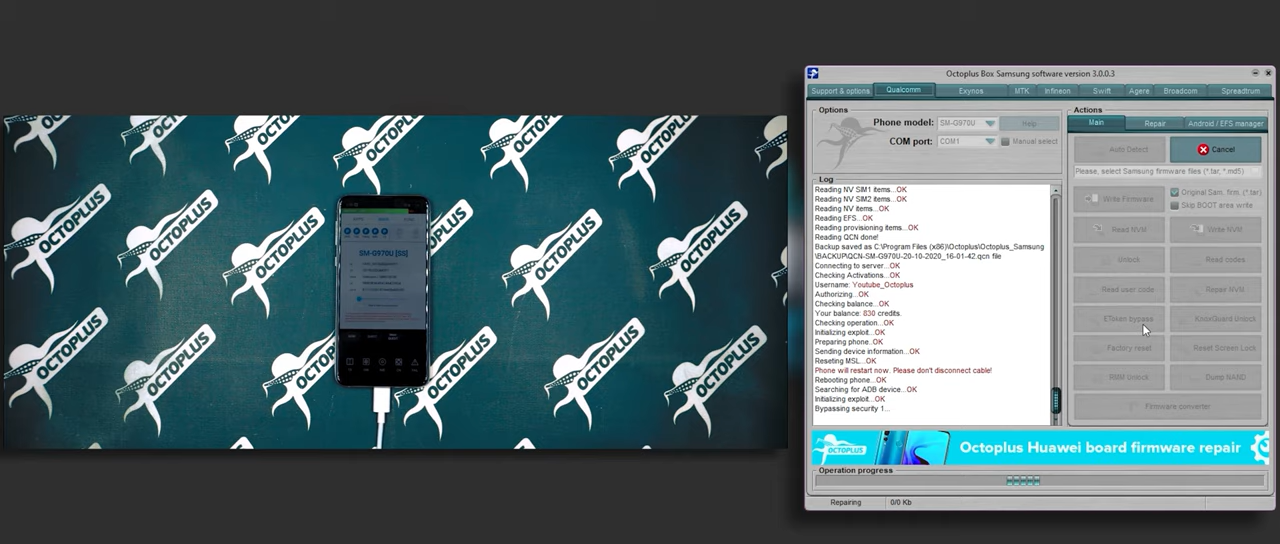 OCTOPLUS
SM-G970U [SS]
Octoplus Box Samsung software version 3.0.0.3
Support & options
Qualcomm
Exynos
MTK
Infineon
Swift
Agere
Broadcom
Spreadtrum
Options
Phone model:
SM-G970U
Help
COM port:
COM1
Manual select
Log
Reading NV SIM1 items...OK
Reading NV SIM2 items...OK
Reading NV items...OK
Reading EFS...OK
Reading provisioning items...OK
Reading QCN done!
Backup saved as C:\Program Files (x86)\Octoplus\Octoplus_Samsung
\BACKUP\QCN-SM-G970U-20-10-2020_16-01-42.qcn file
Connecting to server...OK
Checking Activations...OK
Username: Youtube_Octoplus
Authorizing...OK
Checking balance...OK
Your balance: 830 credits.
Checking operation...OK
Initializing exploit...OK
Preparing phone...OK
Sending device information...OK
Reseting MSL...OK
Phone will restart now. Please don't disconnect cable!
Rebooting phone...OK
Searching for ADB device...OK
Initializing exploit...OK
Bypassing security 1...
Actions
Main
Repair
Android / EFS manager
Auto Detect
Cancel
Please, select Samsung firmware files (*.tar, *.md5)
Write Firmware
Original Sam. firm. (*.tar)
Skip BOOT area write
Read NVM
Write NVM
Unlock
Read codes
Read user code
Repair NVM
EToken bypass
KnoxGuard Unlock
Factory reset
Reset Screen Lock
RMM Unlock
Dump NAND
Firmware converter
OCTOPLUS
Octoplus Huawei board firmware repair
Operation progress
Repairing
0/0 Kb